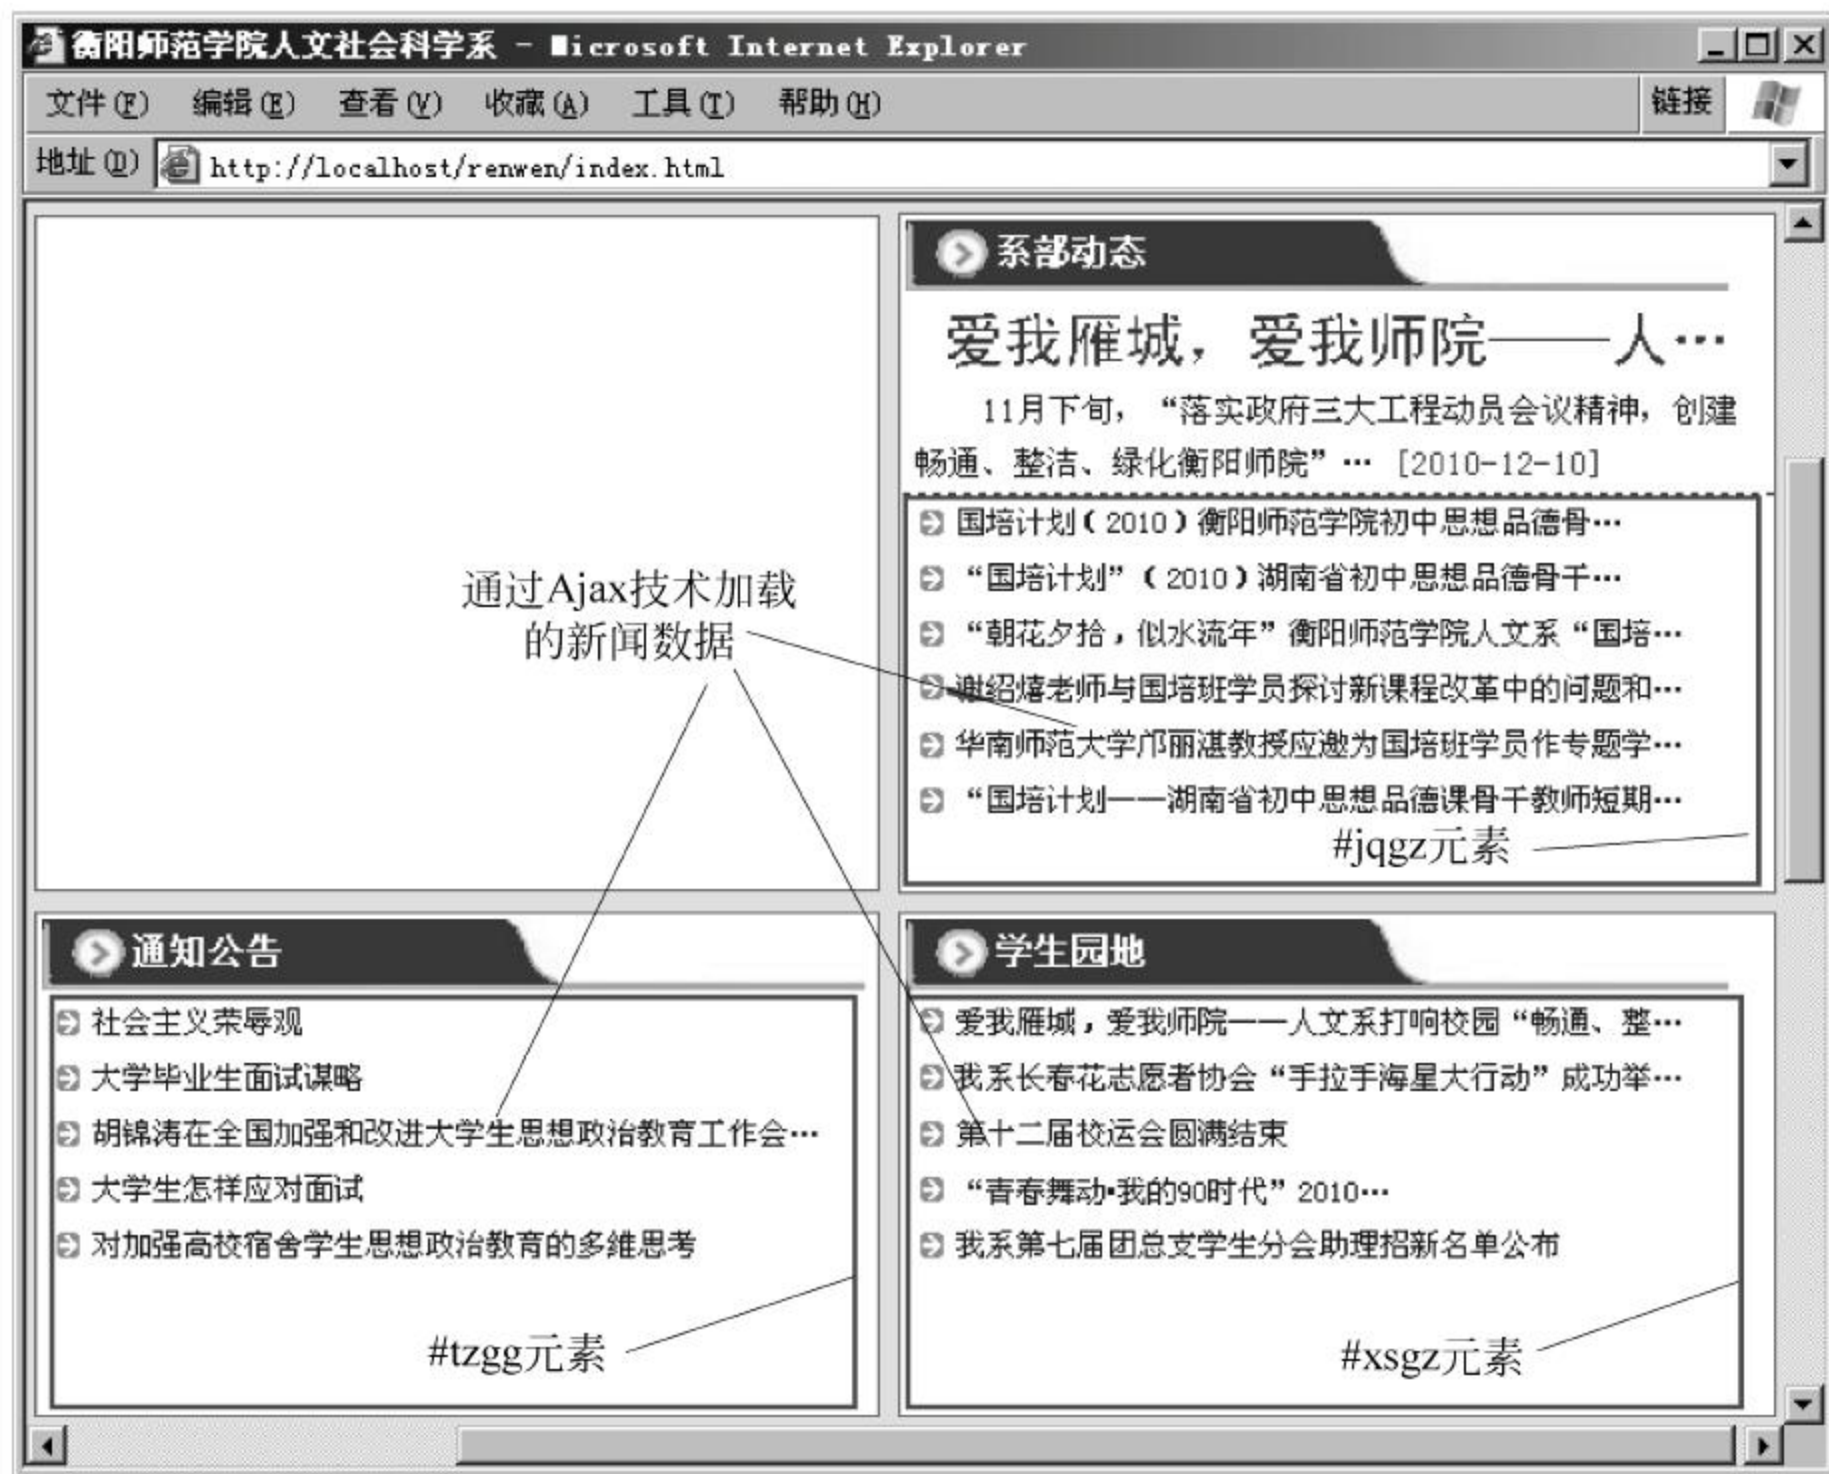 衡阳师范学院人文社会科学系 - Microsoft Internet Explorer
文件(F) 编辑(E) 查看(V) 收藏(A) 工具(T) 帮助(H) 链接
地址(D) http://localhost/renwen/index.html
系部动态
爱我雁城，爱我师院——人…
11月下旬，“落实政府三大工程动员会议精神，创建
畅通、整洁、绿化衡阳师院”… [2010-12-10]
国培计划（2010）衡阳师范学院初中思想品德骨…
“国培计划”（2010）湖南省初中思想品德骨干…
“朝花夕拾，似水流年”衡阳师范学院人文系“国培…
谢绍熺老师与国培班学员探讨新课程改革中的问题和…
华南师范大学邝丽湛教授应邀为国培班学员作专题学…
“国培计划——湖南省初中思想品德课骨干教师短期…
#jqgz元素
通过Ajax技术加载
的新闻数据
通知公告
社会主义荣辱观
大学毕业生面试谋略
胡锦涛在全国加强和改进大学生思想政治教育工作会…
大学生怎样应对面试
对加强高校宿舍学生思想政治教育的多维思考
#tzgg元素
学生园地
爱我雁城，爱我师院——人文系打响校园“畅通、整…
我系长春花志愿者协会“手拉手海星大行动”成功举…
第十二届校运会圆满结束
“青春舞动·我的90时代”2010…
我系第七届团总支学生分会助理招新名单公布
#xsgz元素